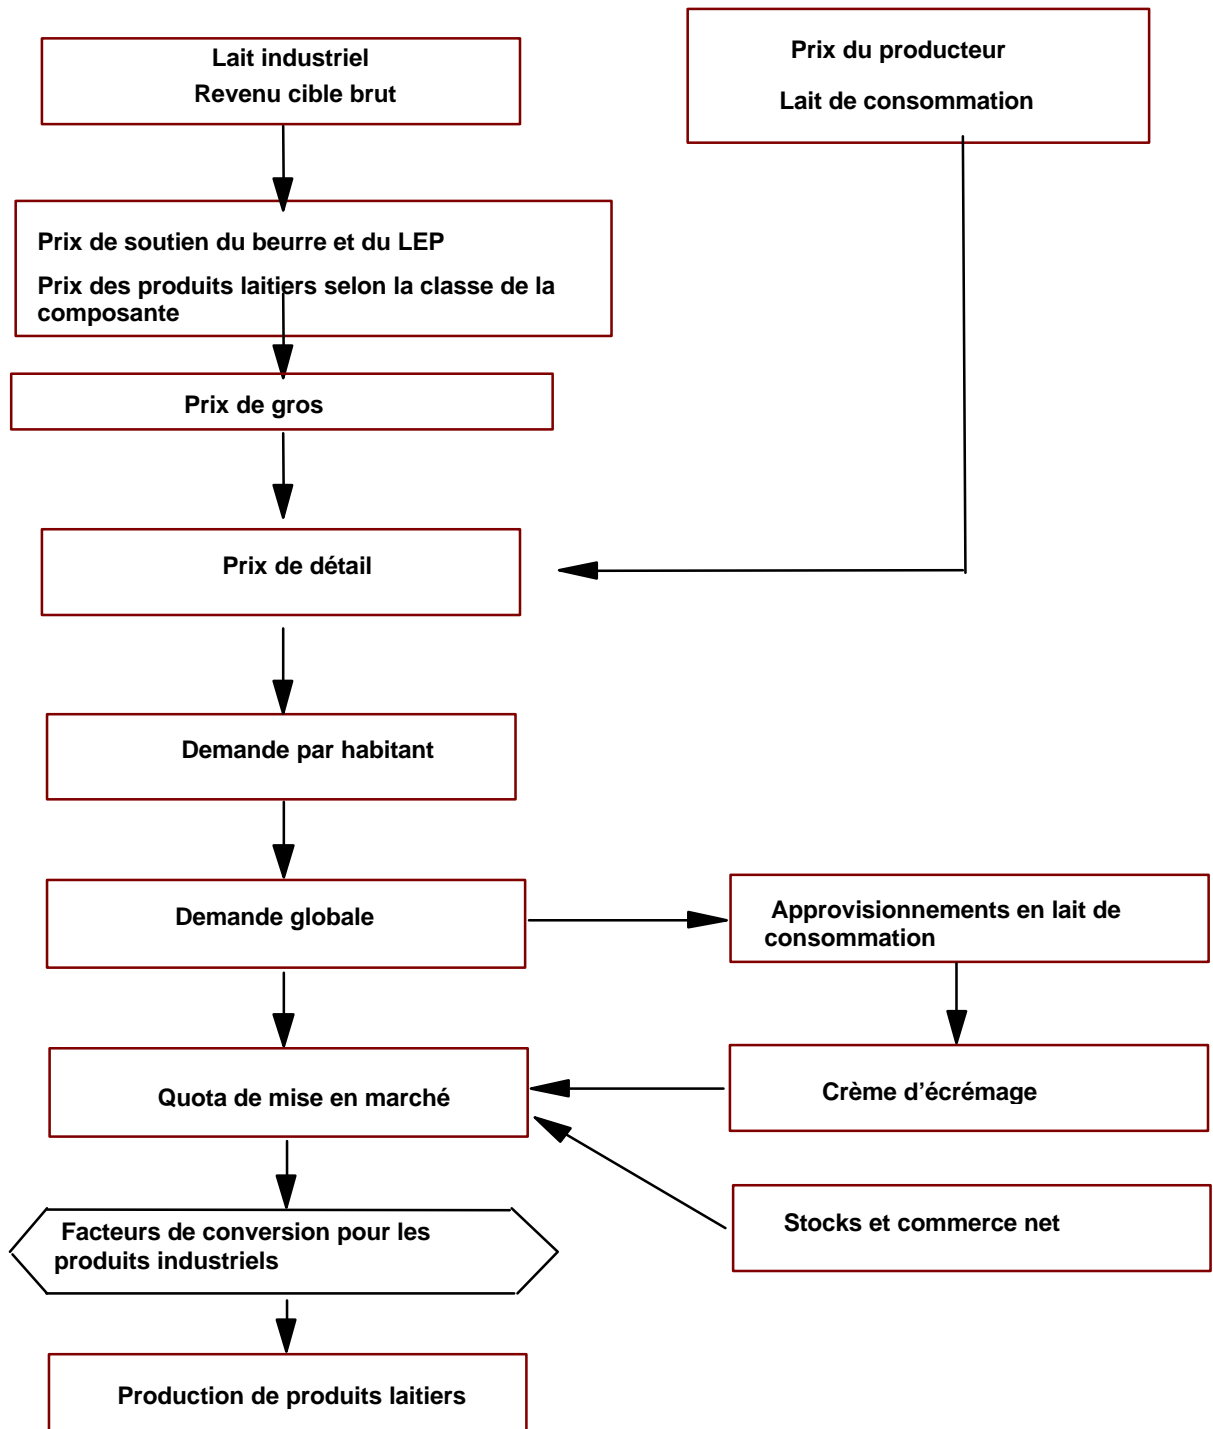 Lait industriel
Revenu cible brut
Prix du producteur
Lait de consommation
Prix de soutien du beurre et du LEP
Prix des produits laitiers selon la classe de la
composante
Prix de gros
Prix de détail
Demande par habitant
Demande globale
Approvisionnements en lait de
consommation
Quota de mise en marché
Crème d'écrémage
Stocks et commerce net
Facteurs de conversion pour les
produits industriels
Production de produits laitiers